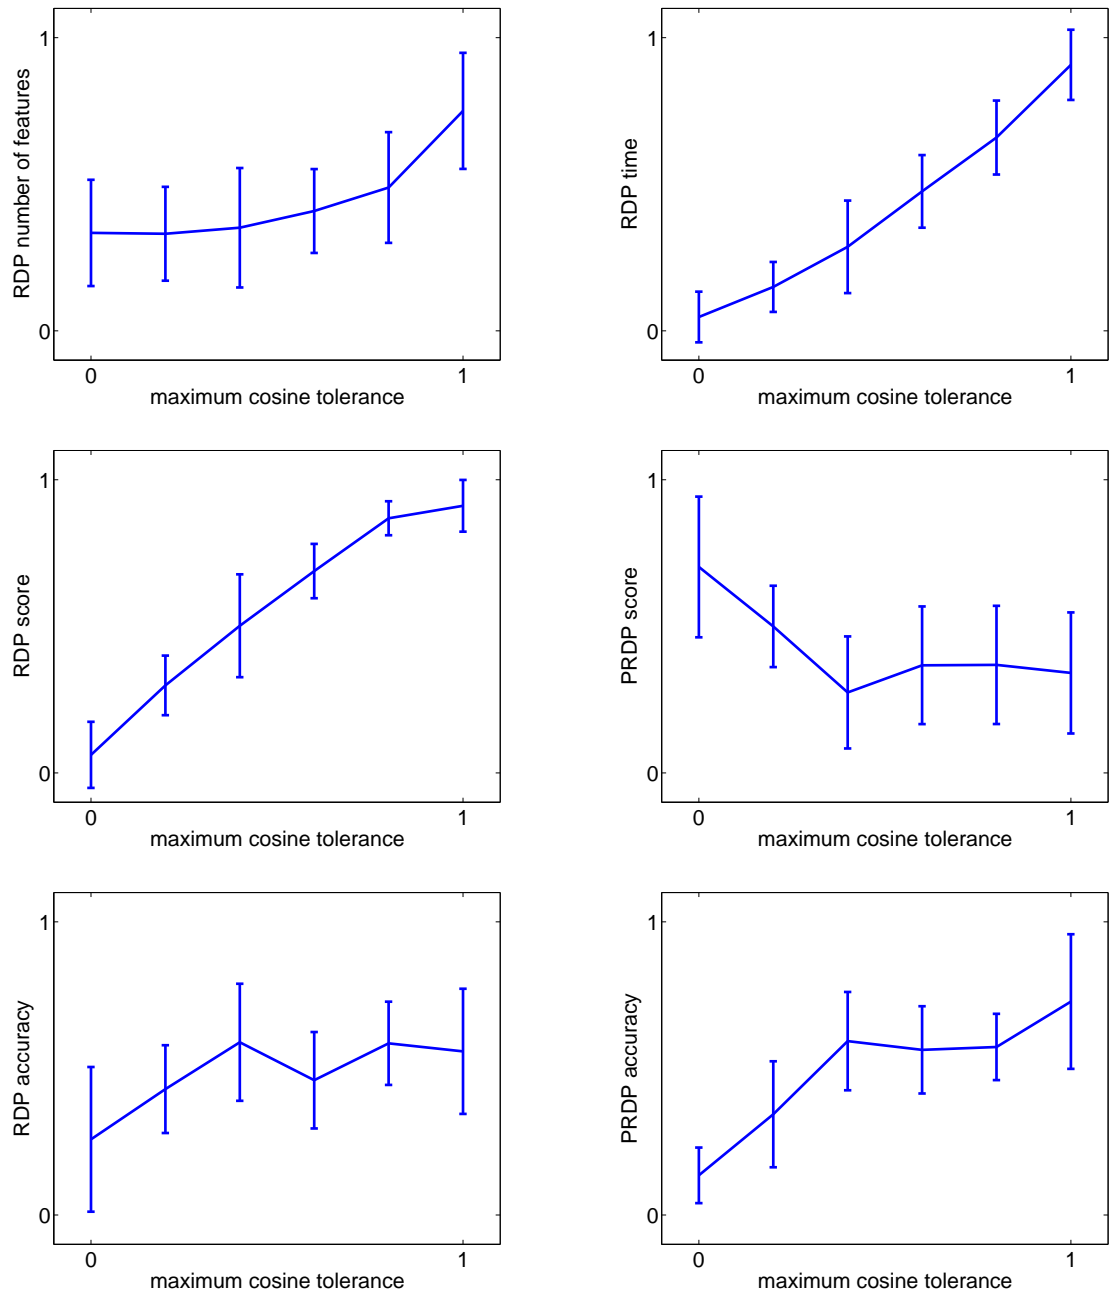 1
RDP number of features
0
0 1
maximum cosine tolerance
1
RDP time
0
0 1
maximum cosine tolerance
1
RDP score
0
0 1
maximum cosine tolerance
1
PRDP score
0
0 1
maximum cosine tolerance
1
RDP accuracy
0
0 1
maximum cosine tolerance
1
PRDP accuracy
0
0 1
maximum cosine tolerance